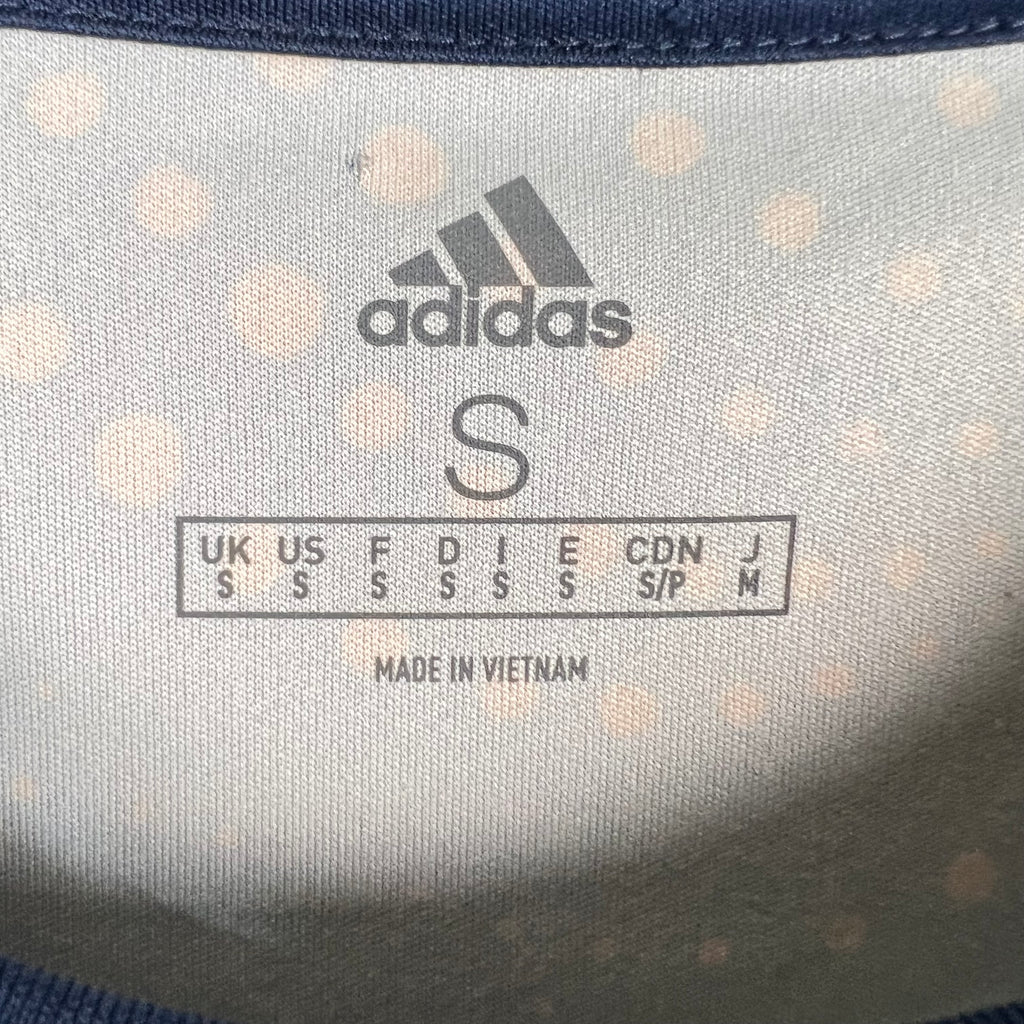 adidas
S
UK US F D I E CDN J
S S S S S S S/P M
MADE IN VIETNAM